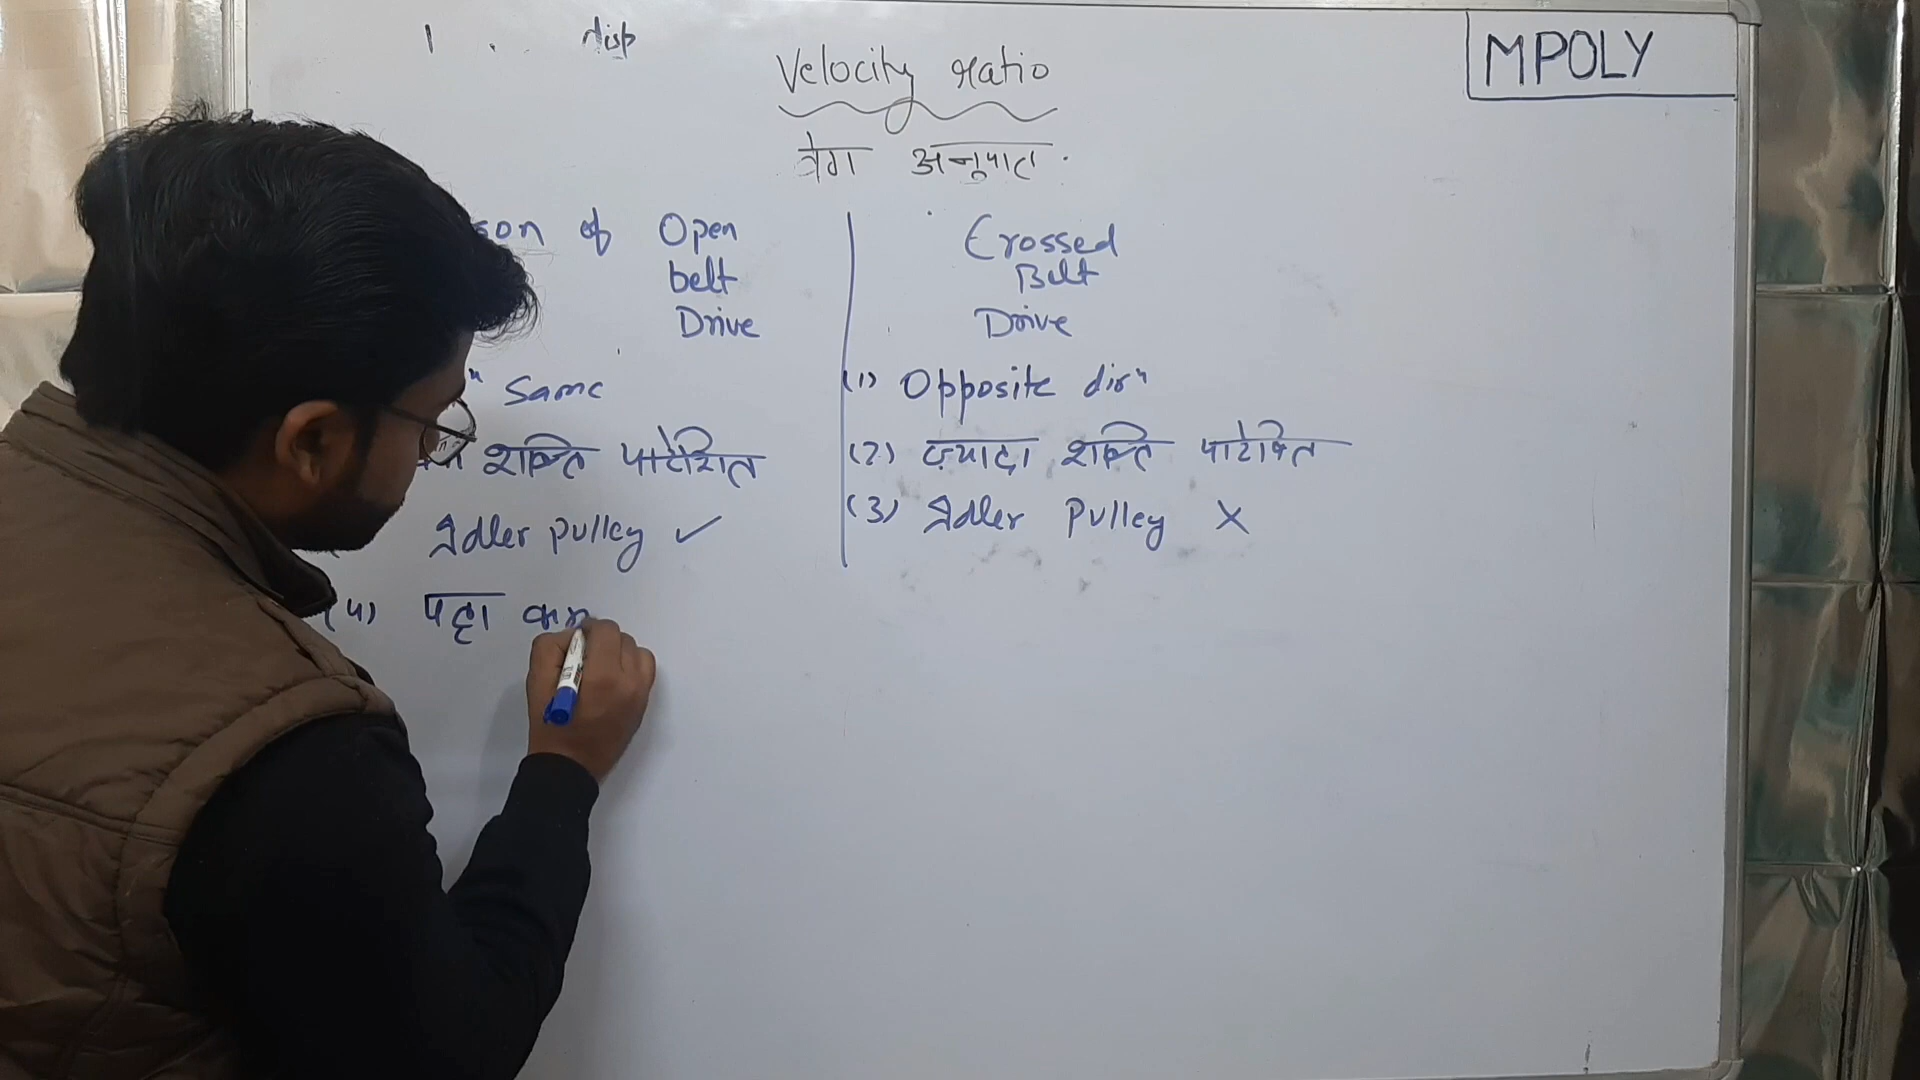 disp
MPOLY
Velocity ratio
वेग अनुपात.
son of Open
belt
Drive
Crossed
Belt
Drive
Same
(1) Opposite dirⁿ
शक्ति
(2) ज्यादा शक्ति
Idler pulley ✓
(3) Idler Pulley X
(4) पट्टा कम